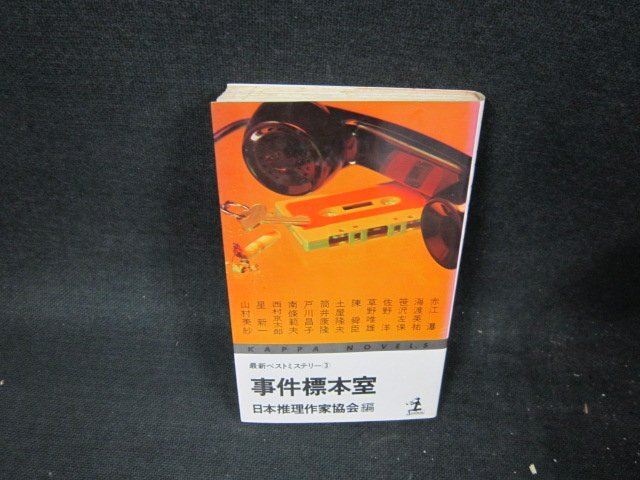 赤江瀑
海渡英祐
笹沢左保
佐野洋
草野唯雄
陳舜臣
土屋隆夫
筒井康隆
戸川昌子
南條範夫
西村京太郎
星新一
山村美紗
KAPPA NOVELS
最新ベストミステリー③
事件標本室
日本推理作家協会編